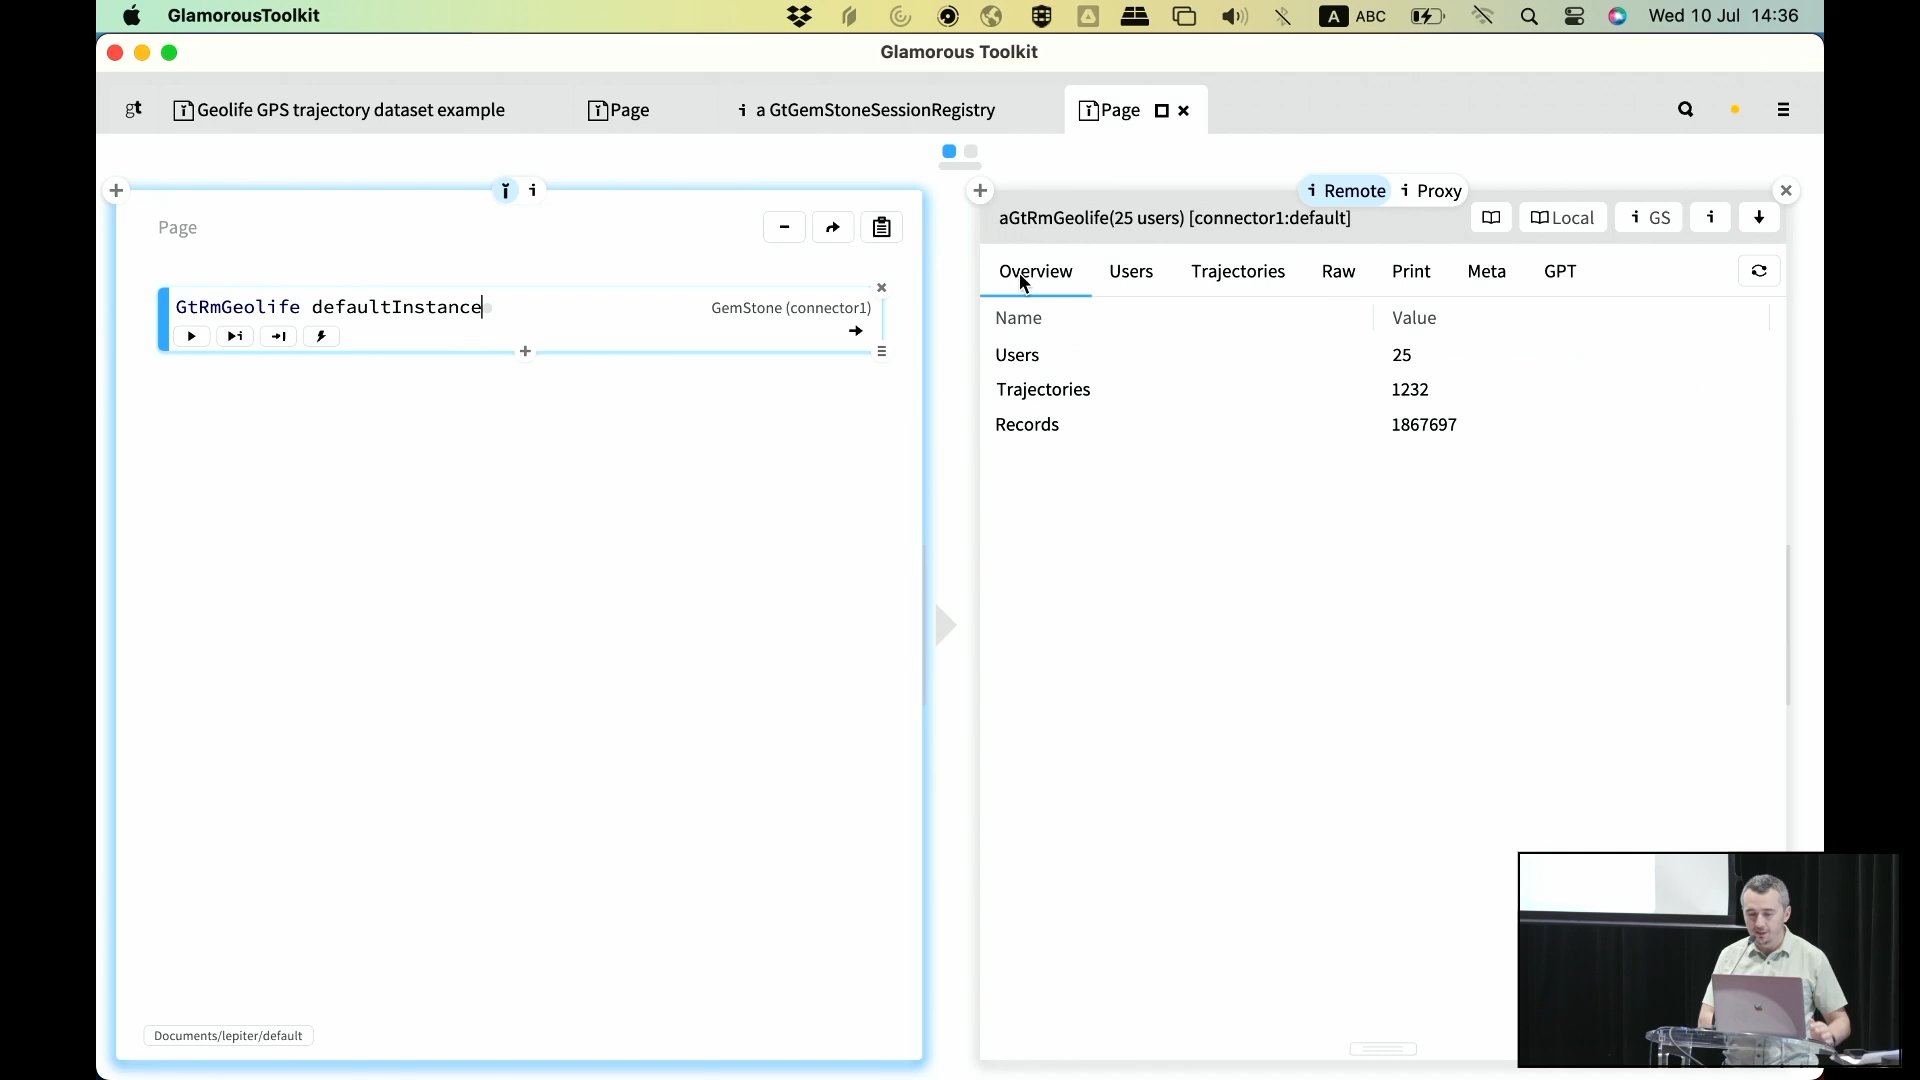 GlamorousToolkit
A ABC
Wed 10 Jul 14:36
Glamorous Toolkit
gt
Geolife GPS trajectory dataset example
Page
i a GtGemStoneSessionRegistry
Page
i
i Remote
i Proxy
Page
aGtRmGeolife(25 users) [connector1:default]
Local
i GS
i
Overview
Users
Trajectories
Raw
Print
Meta
GPT
GtRmGeolife defaultInstance
GemStone (connector1)
i
Name
Value
Users
25
Trajectories
1232
Records
1867697
Documents/lepiter/default